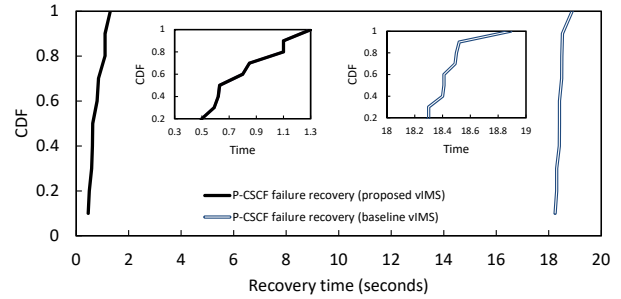 1
0.8
0.6
0.4
0.2
0
CDF
0 2 4 6 8 10 12 14 16 18 20
Recovery time (seconds)
1
0.8
0.6
0.4
0.2
CDF
0.3 0.5 0.7 0.9 1.1 1.3
Time
1
0.8
0.6
0.4
0.2
CDF
18 18.2 18.4 18.6 18.8 19
Time
P-CSCF failure recovery (proposed vIMS)
P-CSCF failure recovery (baseline vIMS)